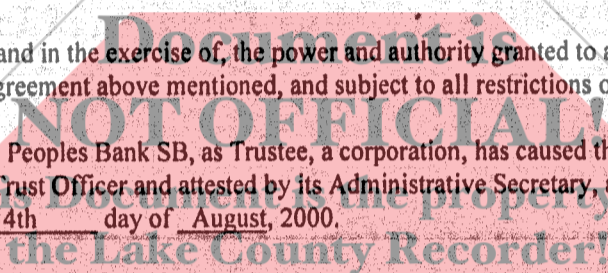 Document is
and in the exercise of, the power and authority granted to a
greement above mentioned, and subject to all restrictions o
NOT OFFICIAL!
Peoples Bank SB, as Trustee, a corporation, has caused th
Trust Officer and attested by its Administrative Secretary,
This Document is the property
4th day of August, 2000.
the Lake County Recorder!